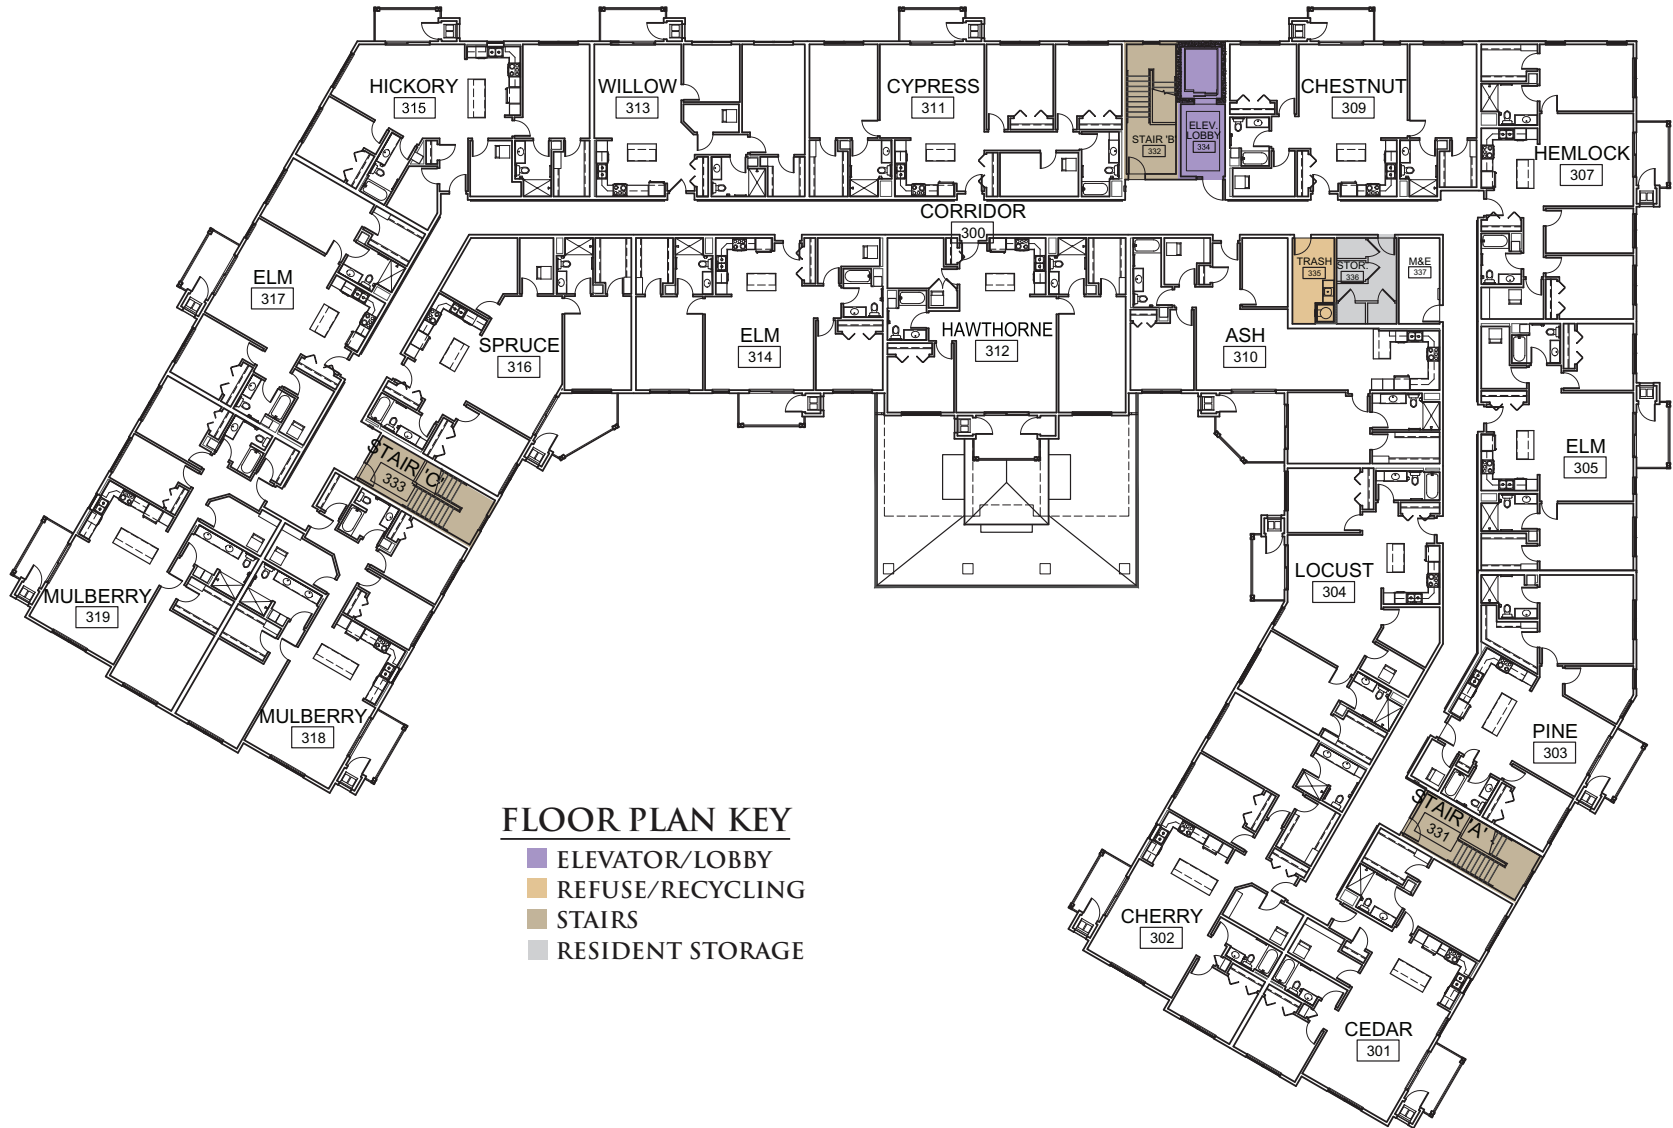 HICKORY
315
WILLOW
313
CYPRESS
311
STAIR 'B'
332
ELEV.
LOBBY
334
CHESTNUT
309
HEMLOCK
307
CORRIDOR
300
ELM
317
SPRUCE
316
ELM
314
HAWTHORNE
312
ASH
310
TRASH
335
STOR.
336
M&E
337
ELM
305
STAIR 'C'
333
LOCUST
304
MULBERRY
319
MULBERRY
318
PINE
303
STAIR 'A'
331
CHERRY
302
CEDAR
301
FLOOR PLAN KEY
ELEVATOR/LOBBY
REFUSE/RECYCLING
STAIRS
RESIDENT STORAGE